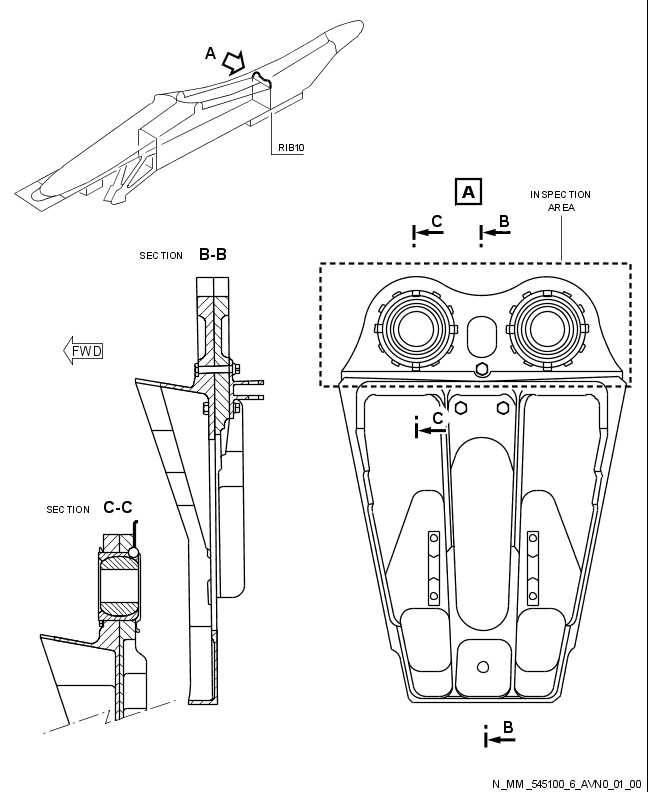 A
RIB10
A
INSPECTION
AREA
C
B
SECTION B-B
FWD
C
SECTION C-C
B
N_MM_545100_6_AVN0_01_00